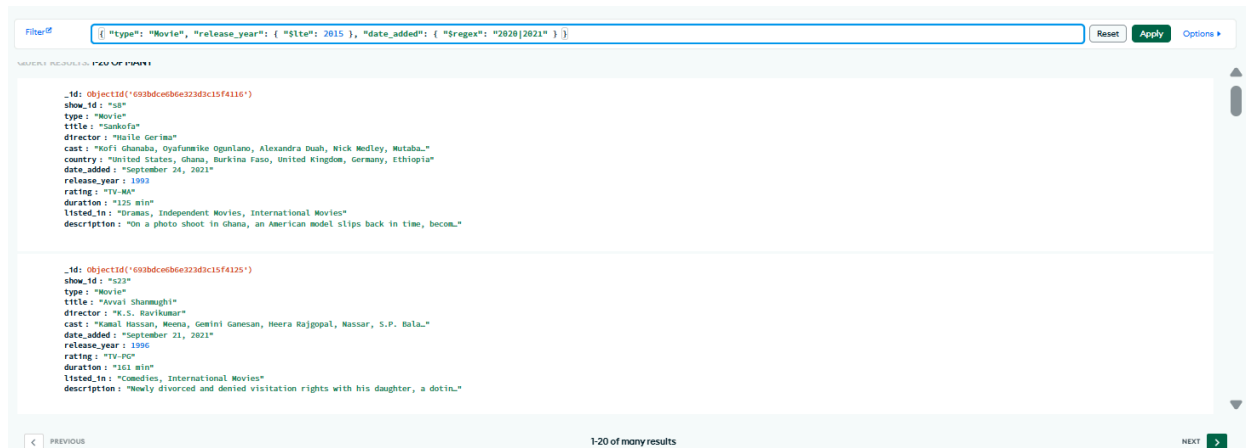 Filter
{ "type": "Movie", "release_year": { "$lte": 2015 }, "date_added": { "$regex": "2020|2021" } }
Reset Apply Options
QUERY RESULTS: 1-20 OF MANY
_id: ObjectId('693bdce6b6e323d3c15f4116')
show_id : "s8"
type : "Movie"
title : "Sankofa"
director : "Haile Gerima"
cast : "Kofi Ghanaba, Oyafunmike Ogunlano, Alexandra Duah, Nick Medley, Mutaba…"
country : "United States, Ghana, Burkina Faso, United Kingdom, Germany, Ethiopia"
date_added : "September 24, 2021"
release_year : 1993
rating : "TV-MA"
duration : "125 min"
listed_in : "Dramas, Independent Movies, International Movies"
description : "On a photo shoot in Ghana, an American model slips back in time, becom…"
_id: ObjectId('693bdce6b6e323d3c15f4125')
show_id : "s23"
type : "Movie"
title : "Avvai Shanmughi"
director : "K.S. Ravikumar"
cast : "Kamal Hassan, Meena, Gemini Ganesan, Heera Rajgopal, Nassar, S.P. Bala…"
date_added : "September 21, 2021"
release_year : 1996
rating : "TV-PG"
duration : "161 min"
listed_in : "Comedies, International Movies"
description : "Newly divorced and denied visitation rights with his daughter, a dotin…"
PREVIOUS 1-20 of many results NEXT